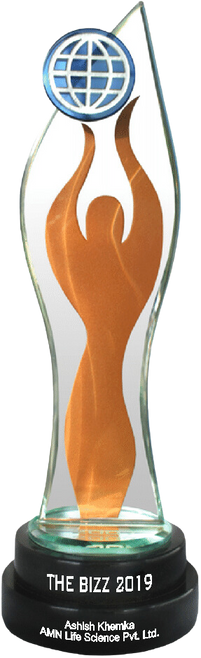 THE BIZZ 2019
Ashish Khemka
AMN Life Science Pvt. Ltd.